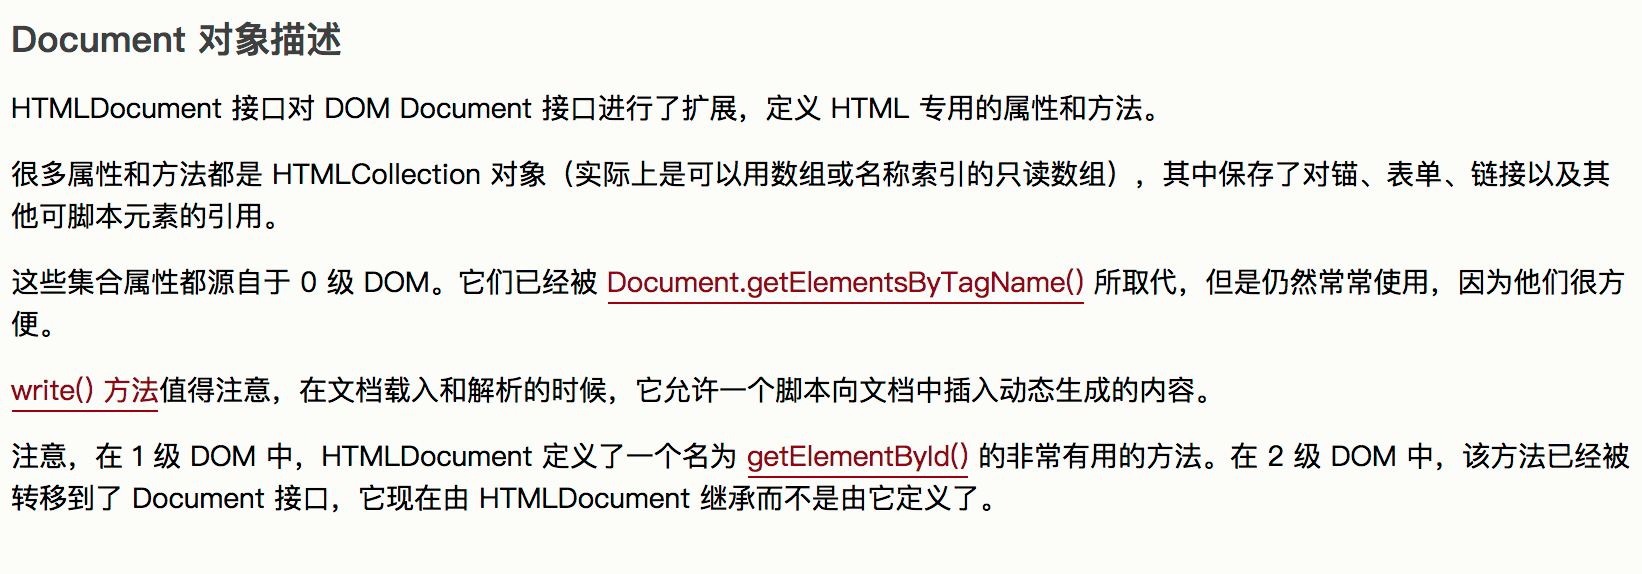 Document 对象描述
HTMLDocument 接口对 DOM Document 接口进行了扩展，定义 HTML 专用的属性和方法。
很多属性和方法都是 HTMLCollection 对象（实际上是可以用数组或名称索引的只读数组），其中保存了对锚、表单、链接以及其
他可脚本元素的引用。
这些集合属性都源自于 0 级 DOM。它们已经被 Document.getElementsByTagName() 所取代，但是仍然常常使用，因为他们很方
便。
write() 方法值得注意，在文档载入和解析的时候，它允许一个脚本向文档中插入动态生成的内容。
注意，在 1 级 DOM 中，HTMLDocument 定义了一个名为 getElementById() 的非常有用的方法。在 2 级 DOM 中，该方法已经被
转移到了 Document 接口，它现在由 HTMLDocument 继承而不是由它定义了。